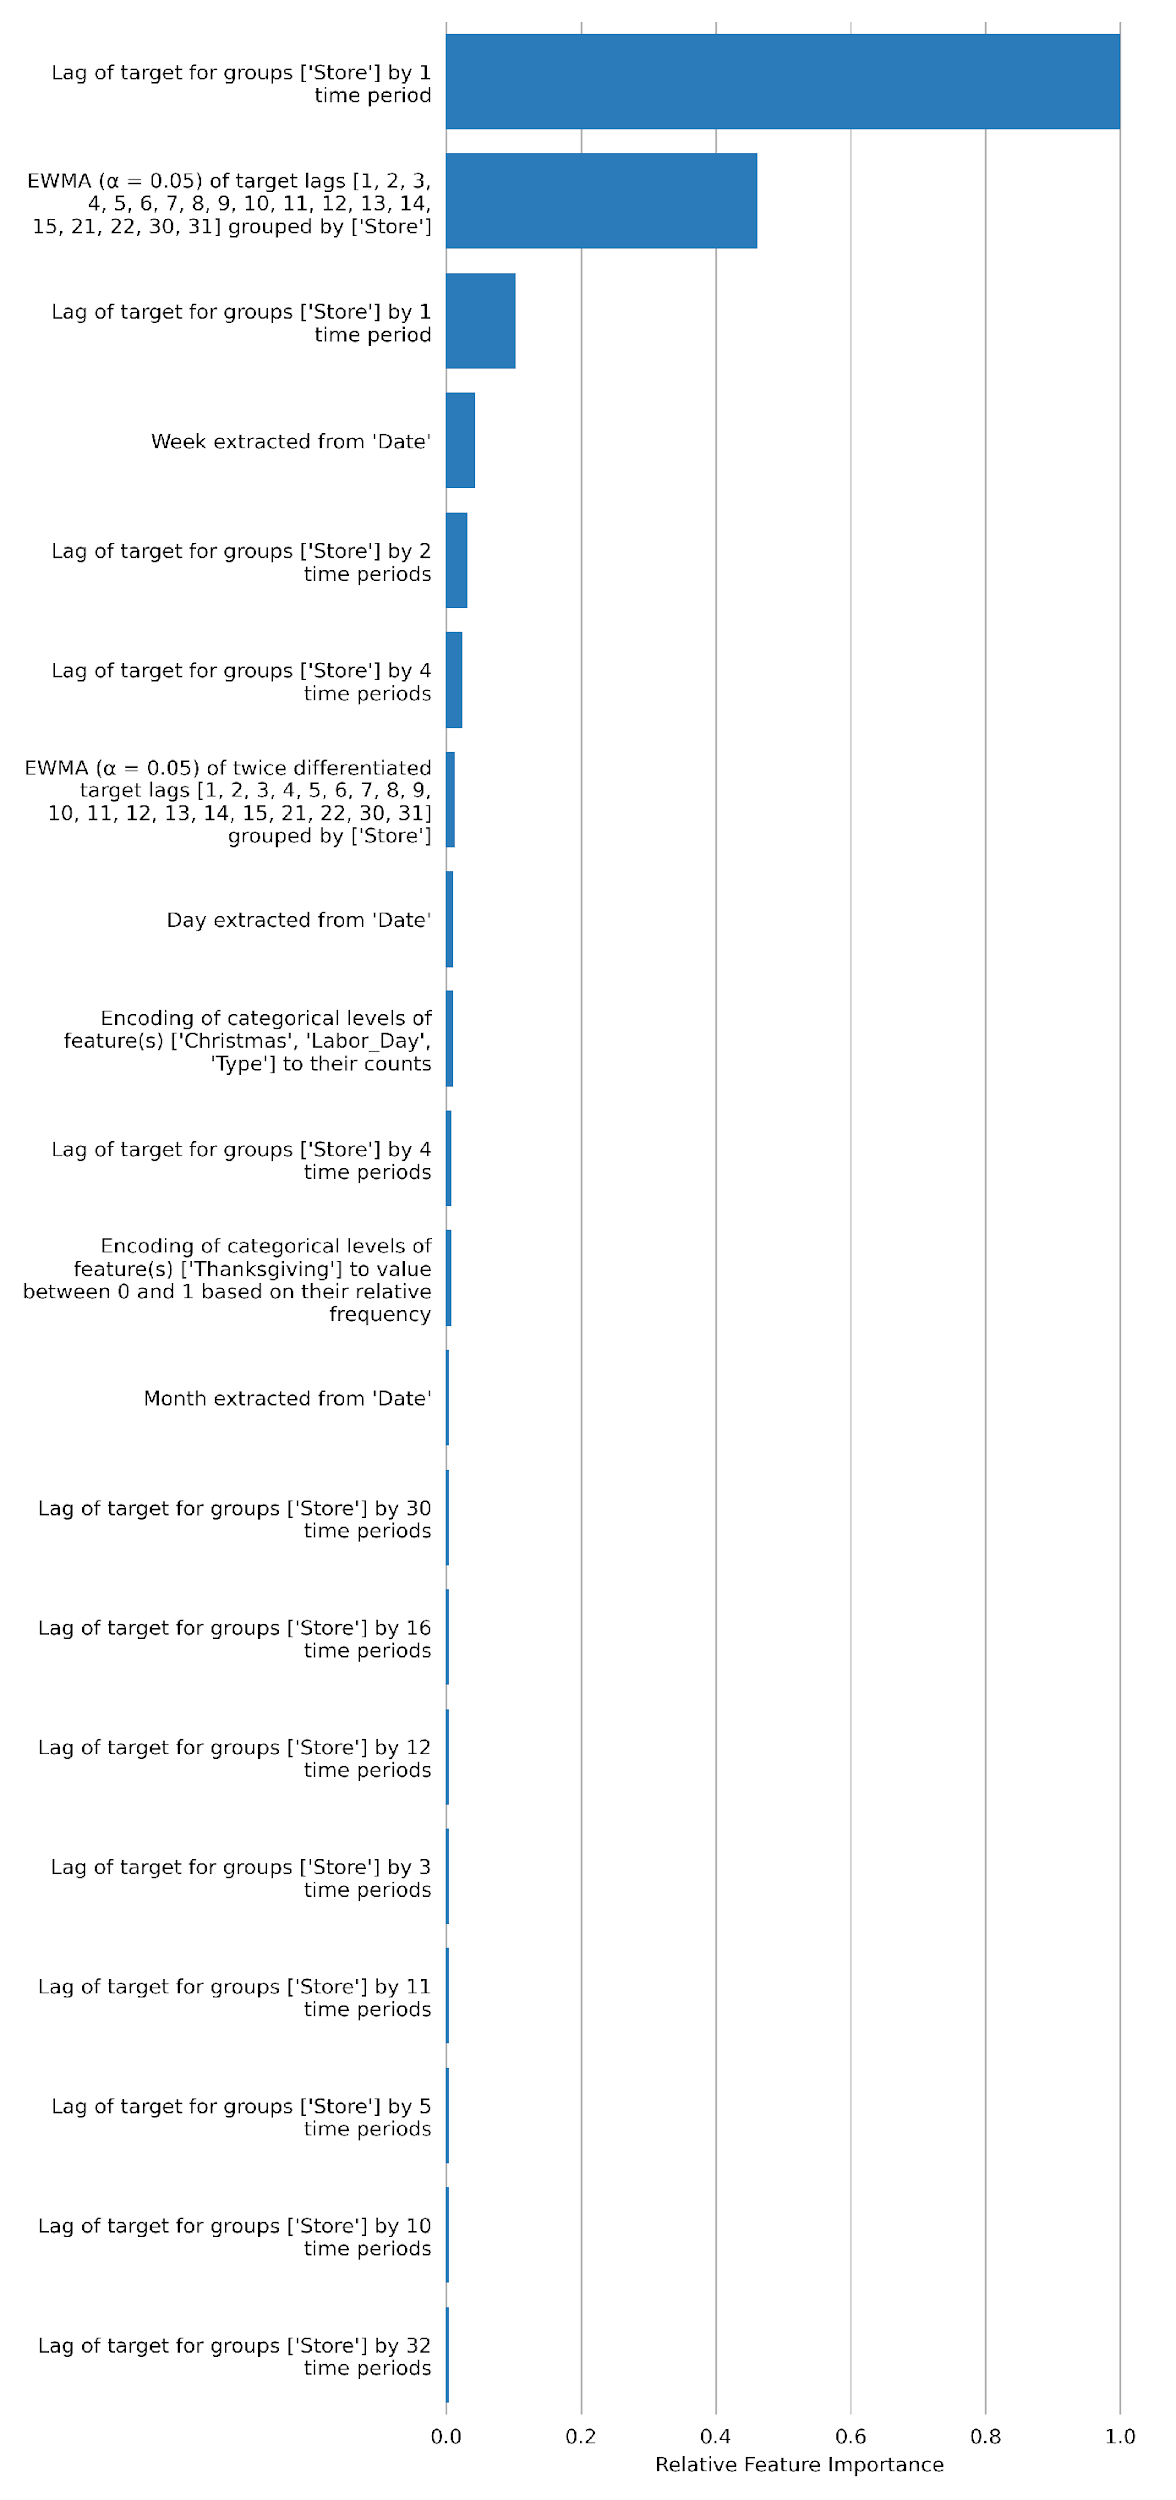 Lag of target for groups ['Store'] by 1
time period
EWMA (α = 0.05) of target lags [1, 2, 3,
4, 5, 6, 7, 8, 9, 10, 11, 12, 13, 14,
15, 21, 22, 30, 31] grouped by ['Store']
Lag of target for groups ['Store'] by 1
time period
Week extracted from 'Date'
Lag of target for groups ['Store'] by 2
time periods
Lag of target for groups ['Store'] by 4
time periods
EWMA (α = 0.05) of twice differentiated
target lags [1, 2, 3, 4, 5, 6, 7, 8, 9,
10, 11, 12, 13, 14, 15, 21, 22, 30, 31]
grouped by ['Store']
Day extracted from 'Date'
Encoding of categorical levels of
feature(s) ['Christmas', 'Labor_Day',
'Type'] to their counts
Lag of target for groups ['Store'] by 4
time periods
Encoding of categorical levels of
feature(s) ['Thanksgiving'] to value
between 0 and 1 based on their relative
frequency
Month extracted from 'Date'
Lag of target for groups ['Store'] by 30
time periods
Lag of target for groups ['Store'] by 16
time periods
Lag of target for groups ['Store'] by 12
time periods
Lag of target for groups ['Store'] by 3
time periods
Lag of target for groups ['Store'] by 11
time periods
Lag of target for groups ['Store'] by 5
time periods
Lag of target for groups ['Store'] by 10
time periods
Lag of target for groups ['Store'] by 32
time periods
0.0 0.2 0.4 0.6 0.8 1.0
Relative Feature Importance